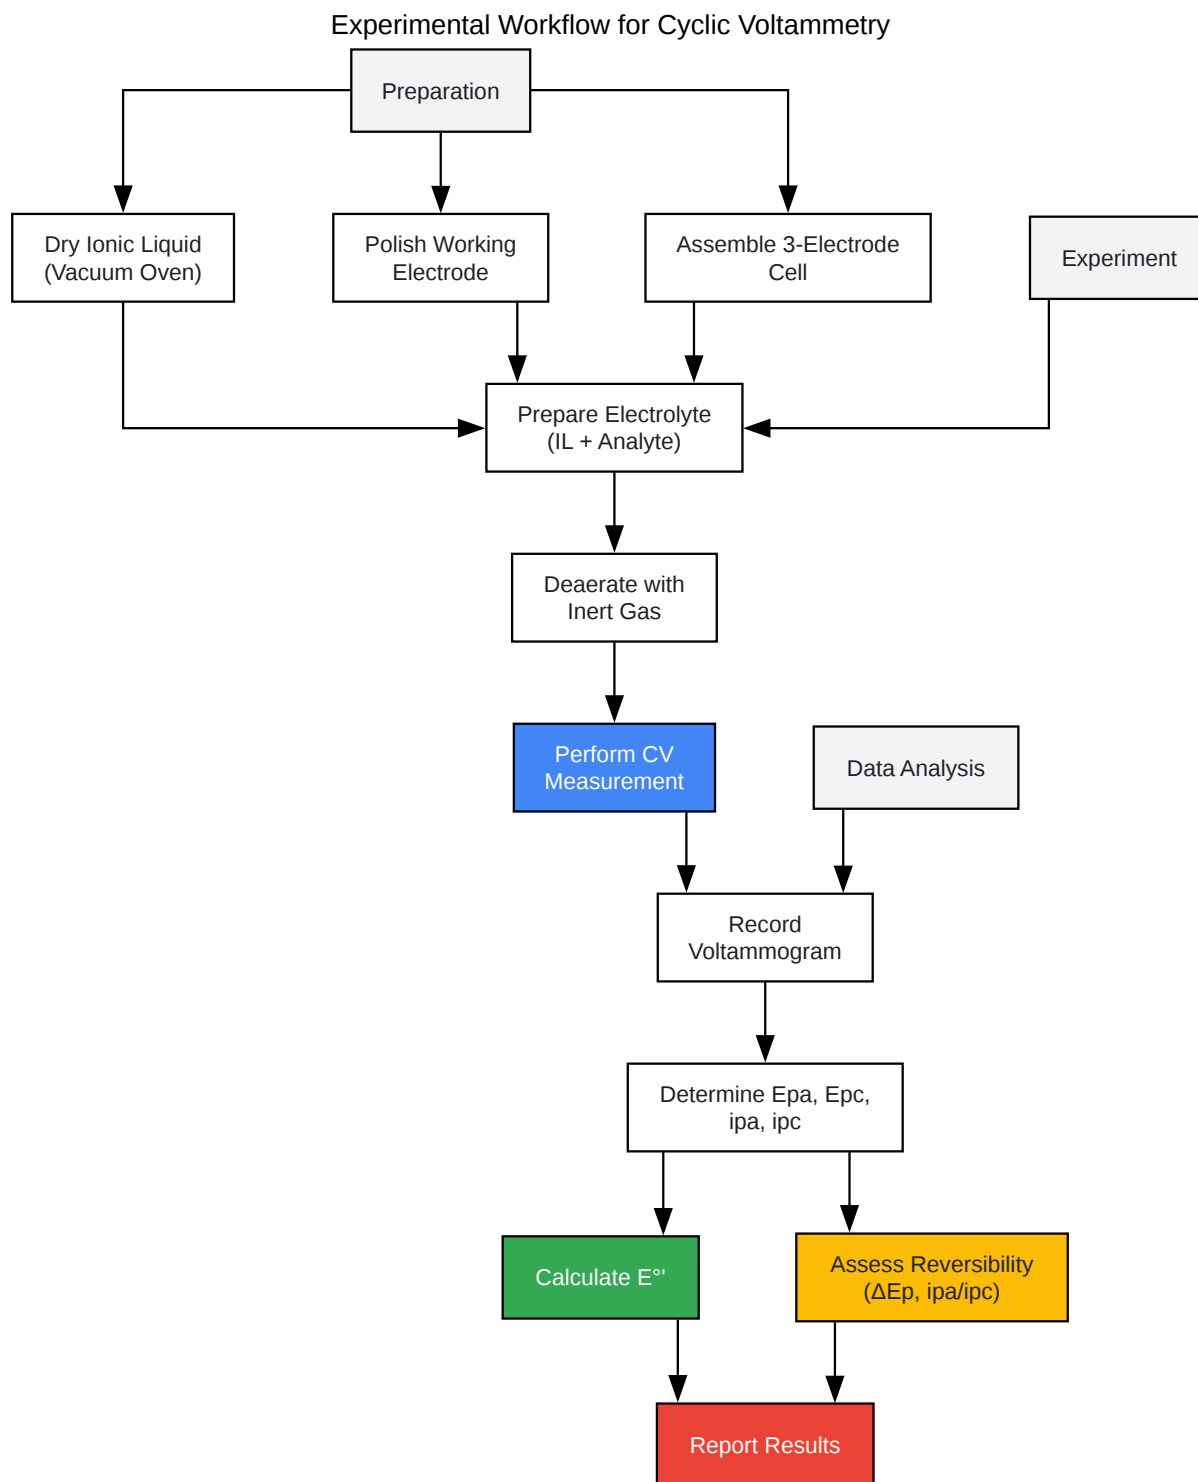 Experimental Workflow for Cyclic Voltammetry
Preparation
Dry Ionic Liquid
(Vacuum Oven)
Polish Working
Electrode
Assemble 3-Electrode
Cell
Experiment
Prepare Electrolyte
(IL + Analyte)
Deaerate with
Inert Gas
Perform CV
Measurement
Data Analysis
Record
Voltammogram
Determine Epa, Epc,
ipa, ipc
Calculate E°'
Assess Reversibility
(ΔEp, ipa/ipc)
Report Results